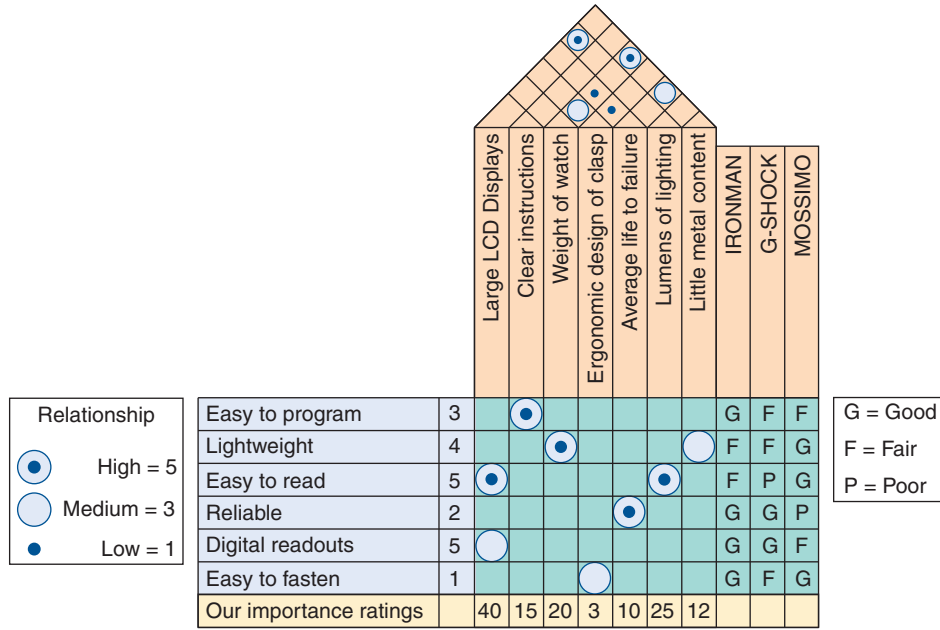 Large LCD Displays
Clear instructions
Weight of watch
Ergonomic design of clasp
Average life to failure
Lumens of lighting
Little metal content
IRONMAN
G-SHOCK
MOSSIMO
Relationship
High = 5
Medium = 3
Low = 1
Easy to program 3 G F F
Lightweight 4 F F G
Easy to read 5 F P G
Reliable 2 G G P
Digital readouts 5 G G F
Easy to fasten 1 G F G
Our importance ratings 40 15 20 3 10 25 12
G = Good
F = Fair
P = Poor